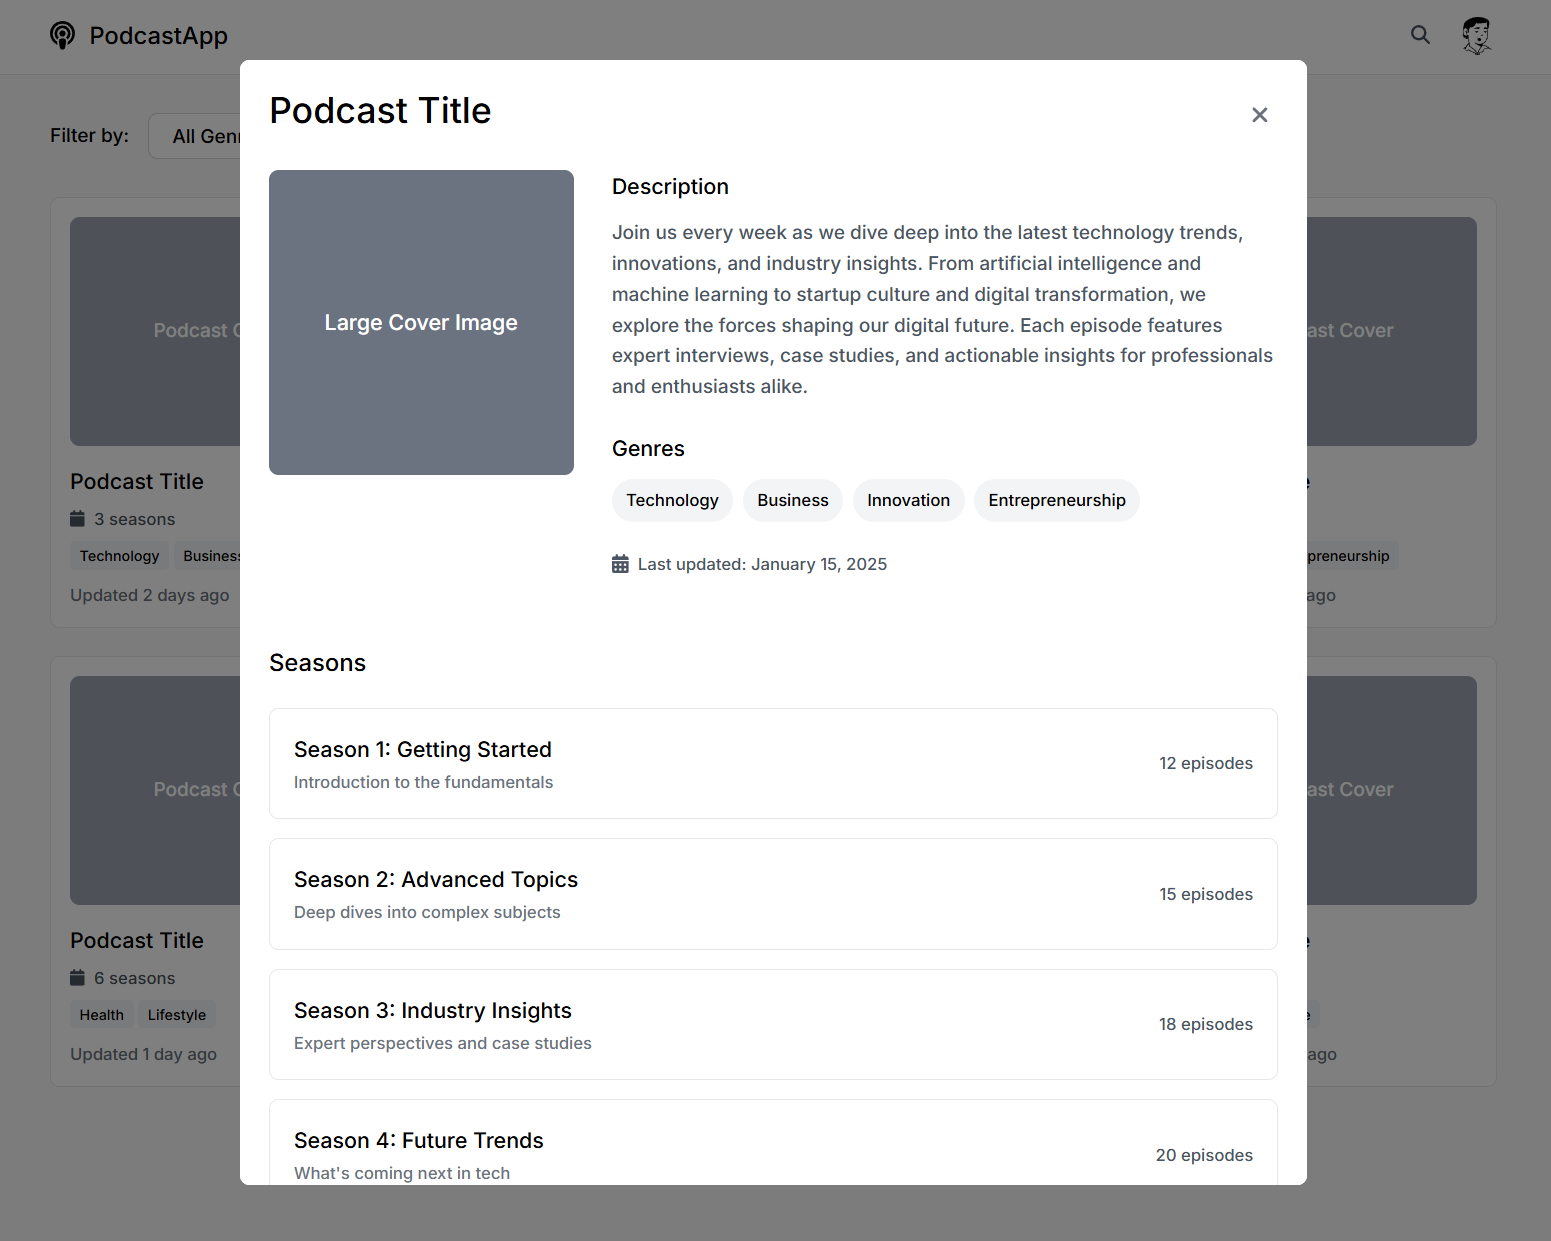 PodcastApp
Podcast Title
Filter by:
All Gen
Description
Join us every week as we dive deep into the latest technology trends,
innovations, and industry insights. From artificial intelligence and
machine learning to startup culture and digital transformation, we
explore the forces shaping our digital future. Each episode features
expert interviews, case studies, and actionable insights for professionals
and enthusiasts alike.
Large Cover Image
Genres
Technology
Business
Innovation
Entrepreneurship
Last updated: January 15, 2025
Podcast
Podcast Title
3 seasons
Technology
Business
Updated 2 days ago
ast Cover
preneurship
ago
Seasons
Season 1: Getting Started
Introduction to the fundamentals
12 episodes
Season 2: Advanced Topics
Deep dives into complex subjects
15 episodes
Season 3: Industry Insights
Expert perspectives and case studies
18 episodes
Season 4: Future Trends
What's coming next in tech
20 episodes
Podcast
Podcast Title
6 seasons
Health
Lifestyle
Updated 1 day ago
ast Cover
ago